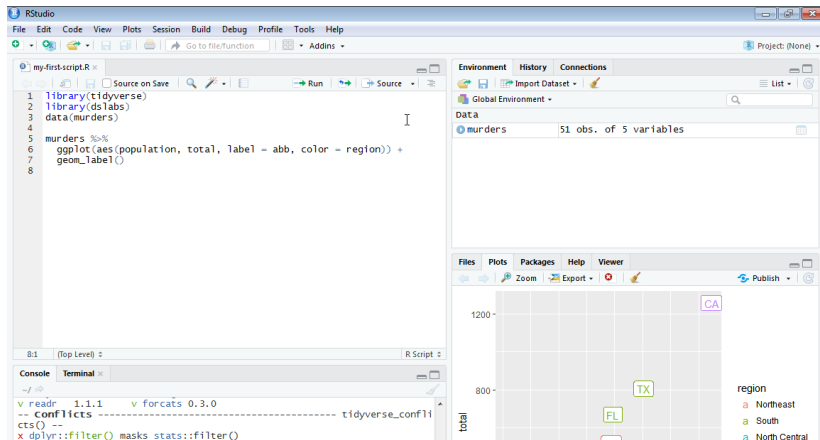 RStudio
File Edit Code View Plots Session Build Debug Profile Tools Help
Go to file/function Addins Project: (None)
my-first-script.R
Source on Save Run Source
1 library(tidyverse)
2 library(dslabs)
3 data(murders)
4
5 murders %>%
6 ggplot(aes(population, total, label = abb, color = region)) +
7 geom_label()
8
8:1 (Top Level) R Script
Console Terminal
~/
v readr 1.1.1 v forcats 0.3.0
-- Conflicts ------------------------------------------ tidyverse_confli
cts() --
x dplyr::filter() masks stats::filter()
Environment History Connections
Import Dataset List
Global Environment
Data
murders 51 obs. of 5 variables
Files Plots Packages Help Viewer
Zoom Export Publish
1200
800
total
CA
TX
FL
region
a Northeast
a South
a North Central